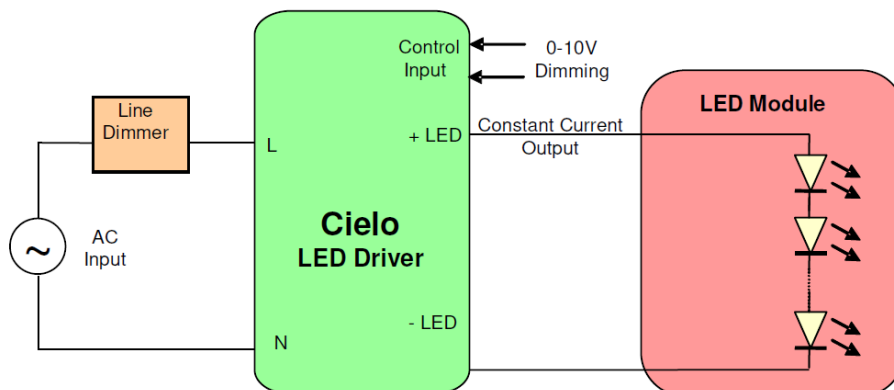 Line
Dimmer
AC
Input
L
N
Control
Input
0-10V
Dimming
+ LED
Constant Current
Output
Cielo
LED Driver
- LED
LED Module
~